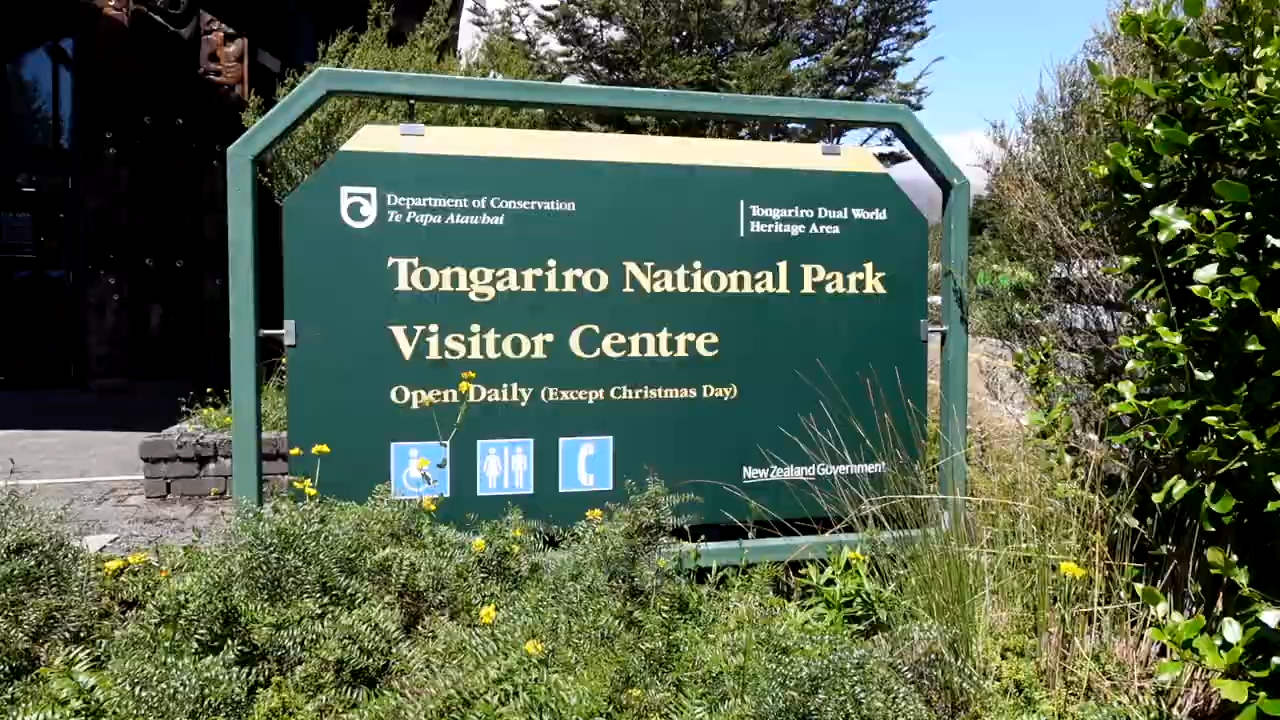 Department of Conservation
Te Papa Atawhai
Tongariro Dual World
Heritage Area
Tongariro National Park
Visitor Centre
Open Daily (Except Christmas Day)
New Zealand Government